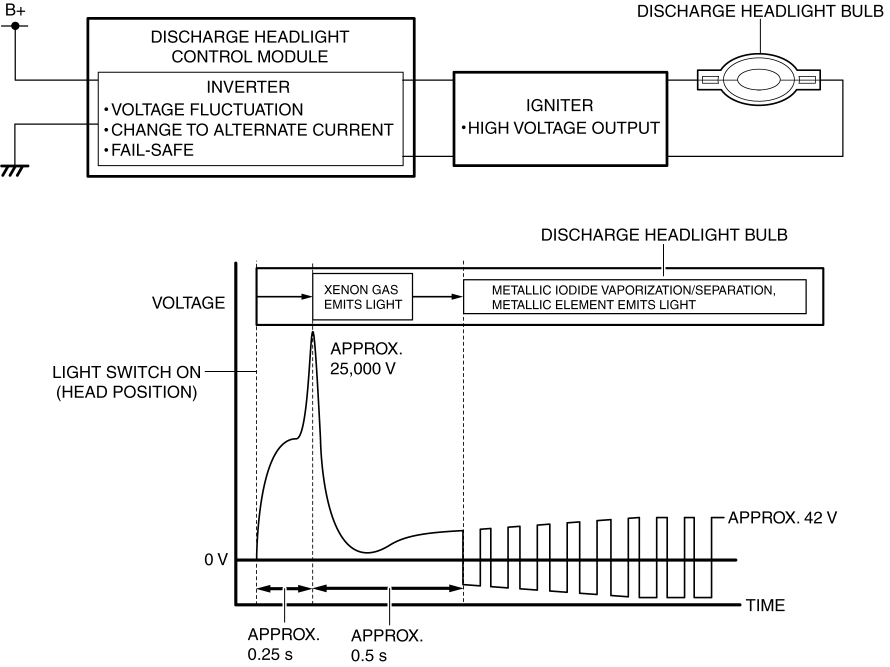 B+
DISCHARGE HEADLIGHT BULB
DISCHARGE HEADLIGHT
CONTROL MODULE
INVERTER
•VOLTAGE FLUCTUATION
•CHANGE TO ALTERNATE CURRENT
•FAIL-SAFE
IGNITER
•HIGH VOLTAGE OUTPUT
DISCHARGE HEADLIGHT BULB
VOLTAGE
XENON GAS
EMITS LIGHT
METALLIC IODIDE VAPORIZATION/SEPARATION,
METALLIC ELEMENT EMITS LIGHT
APPROX.
25,000 V
LIGHT SWITCH ON
(HEAD POSITION)
APPROX. 42 V
0 V
TIME
APPROX.
0.25 s
APPROX.
0.5 s